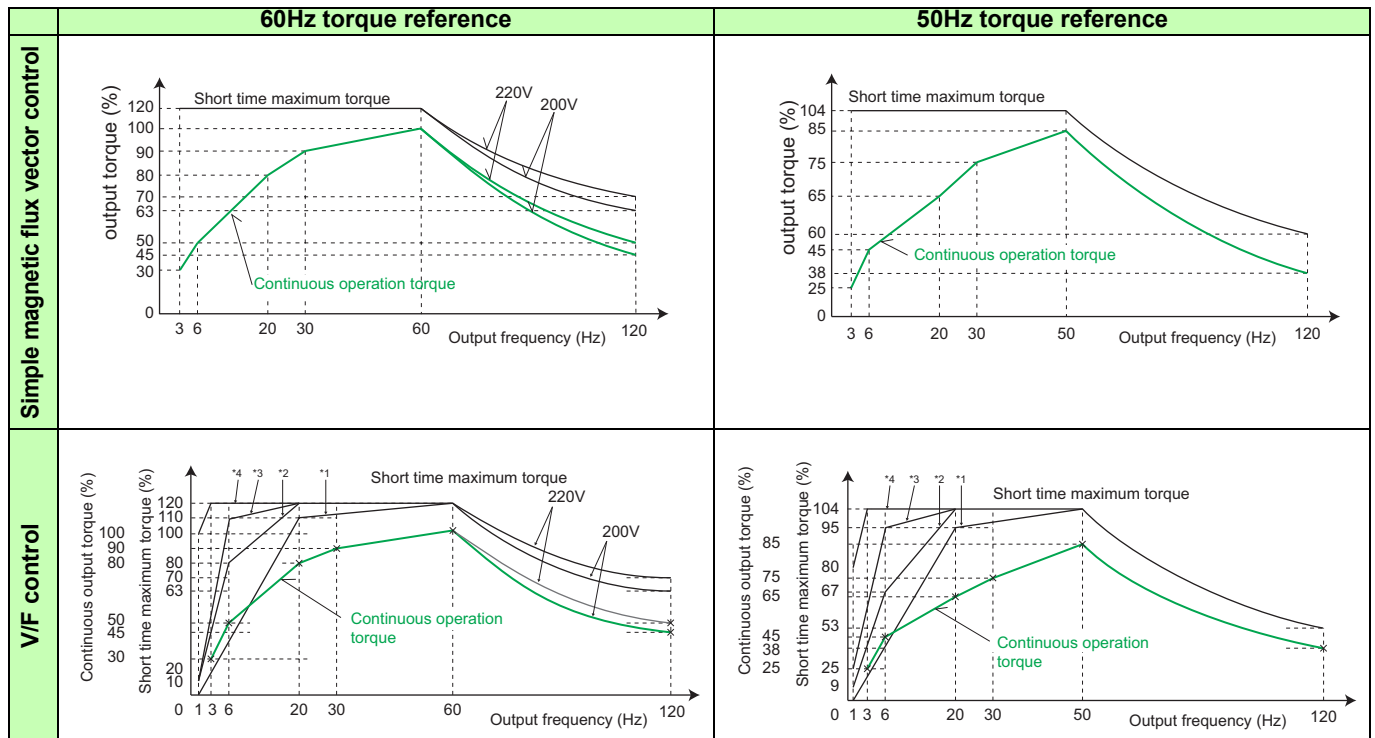 60Hz torque reference
50Hz torque reference
Simple magnetic flux vector control
output torque (%)
Short time maximum torque
220V
200V
120
100
90
80
70
63
50
45
30
0
Continuous operation torque
3 6 20 30 60 120
Output frequency (Hz)
output torque (%)
Short time maximum torque
104
85
75
65
60
45
38
25
0
Continuous operation torque
3 6 20 30 50 120
Output frequency (Hz)
V/F control
Continuous output torque (%)
100
90
80
50
45
30
Short time maximum torque (%)
120
110
100
90
80
70
63
20
10
*4 *3 *2 *1
Short time maximum torque
220V
200V
Continuous operation
torque
0 1 3 6 20 30 60 120
Output frequency (Hz)
Continuous output torque (%)
85
75
65
45
38
25
Short time maximum torque (%)
104
95
80
67
53
25
9
*4 *3 *2 *1
Short time maximum torque
Continuous operation
torque
0 1 3 6 20 30 50 120
Output frequency (Hz)